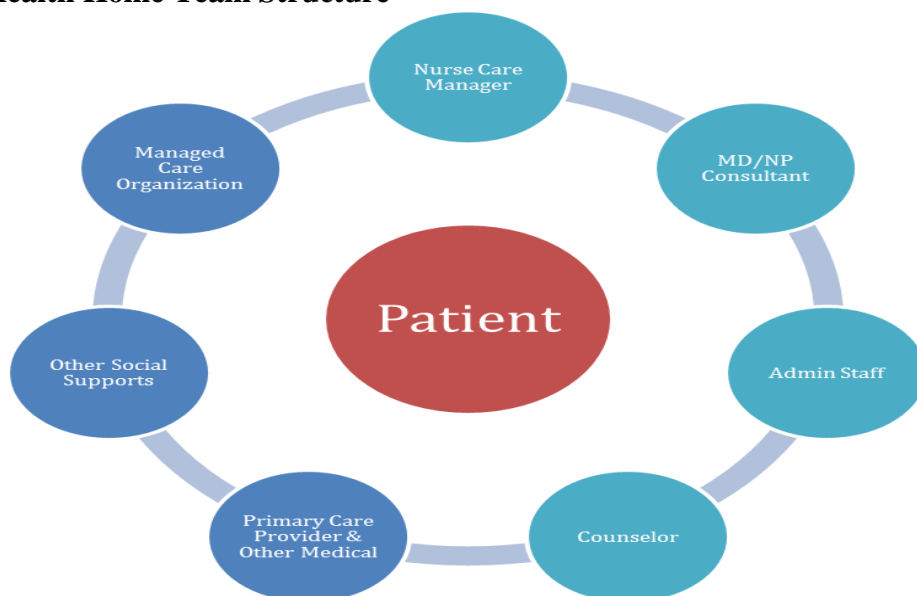 Health Home Team Structure
Nurse Care
Manager
MD/NP
Consultant
Admin Staff
Counselor
Primary Care
Provider &
Other Medical
Other Social
Supports
Managed
Care
Organization
Patient